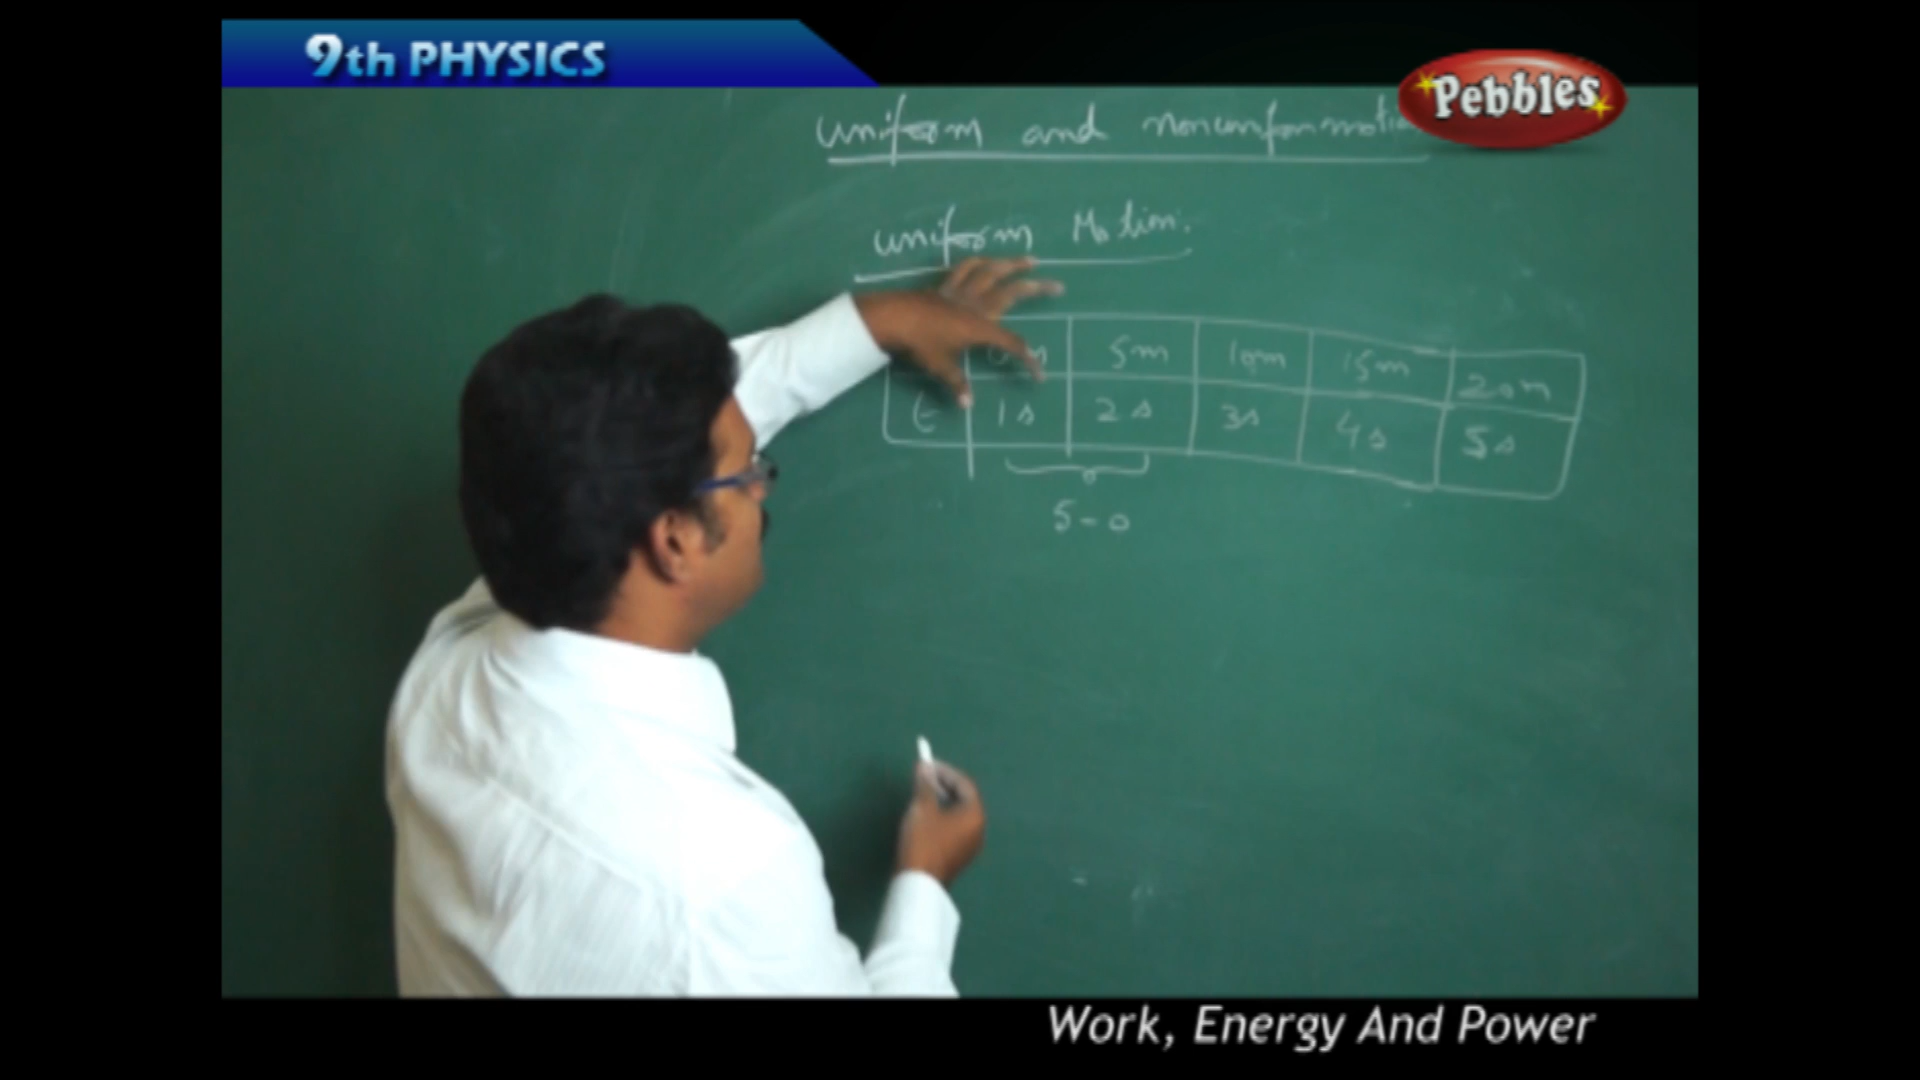 9th PHYSICS
Pebbles
uniform and nonuniform motion
uniform Motion.
0m 5m 10m 15m 20m
t 1s 2s 3s 4s 5s
5-0
Work, Energy And Power